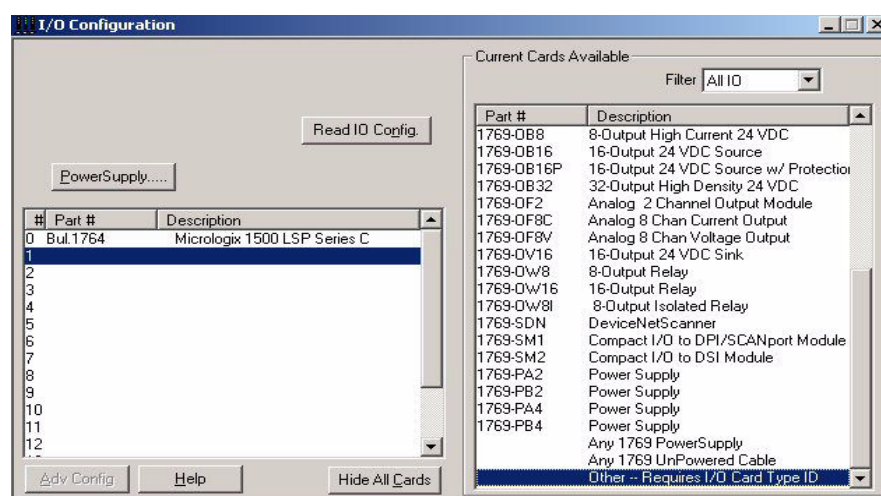 I/O Configuration
Current Cards Available
Filter All IO
Read IO Config.
PowerSupply.....
# Part # Description
0 Bul.1764 Micrologix 1500 LSP Series C
1
2
3
4
5
6
7
8
9
10
11
12
Adv Config Help Hide All Cards
Part # Description
1769-OB8 8-Output High Current 24 VDC
1769-OB16 16-Output 24 VDC Source
1769-OB16P 16-Output 24 VDC Source w/ Protection
1769-OB32 32-Output High Density 24 VDC
1769-OF2 Analog 2 Channel Output Module
1769-OF8C Analog 8 Chan Current Output
1769-OF8V Analog 8 Chan Voltage Output
1769-OV16 16-Output 24 VDC Sink
1769-OW8 8-Output Relay
1769-OW16 16-Output Relay
1769-OW8I 8-Output Isolated Relay
1769-SDN DeviceNetScanner
1769-SM1 Compact I/O to DPI/SCANport Module
1769-SM2 Compact I/O to DSI Module
1769-PA2 Power Supply
1769-PB2 Power Supply
1769-PA4 Power Supply
1769-PB4 Power Supply
Any 1769 PowerSupply
Any 1769 UnPowered Cable
Other -- Requires I/O Card Type ID